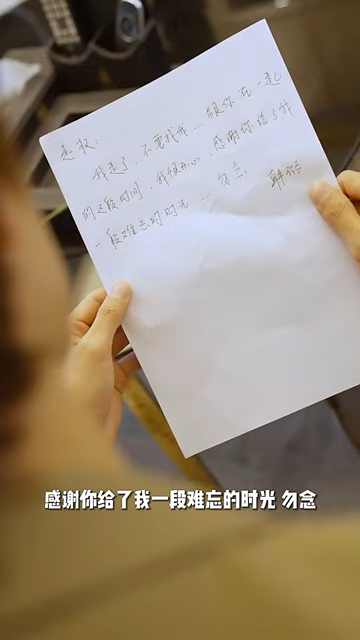 我走了，不要找我 — 跟你在一起
的这段时间，我很开心，感谢你给了我
一段难忘的时光 — 勿念
感谢你给了我一段难忘的时光 勿念